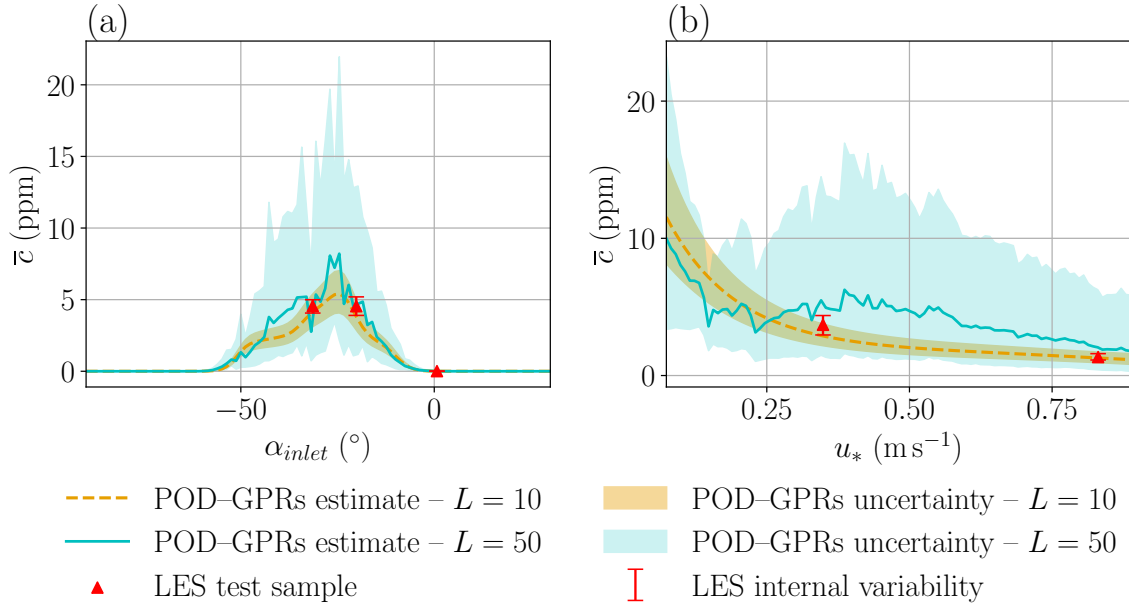 (a)
(b)
20
15
10
5
0
c̅ (ppm)
−50
0
α_inlet (°)
20
10
0
c̅ (ppm)
0.25
0.50
0.75
u_* (m s⁻¹)
POD–GPRs estimate – L = 10
POD–GPRs estimate – L = 50
LES test sample
POD–GPRs uncertainty – L = 10
POD–GPRs uncertainty – L = 50
LES internal variability